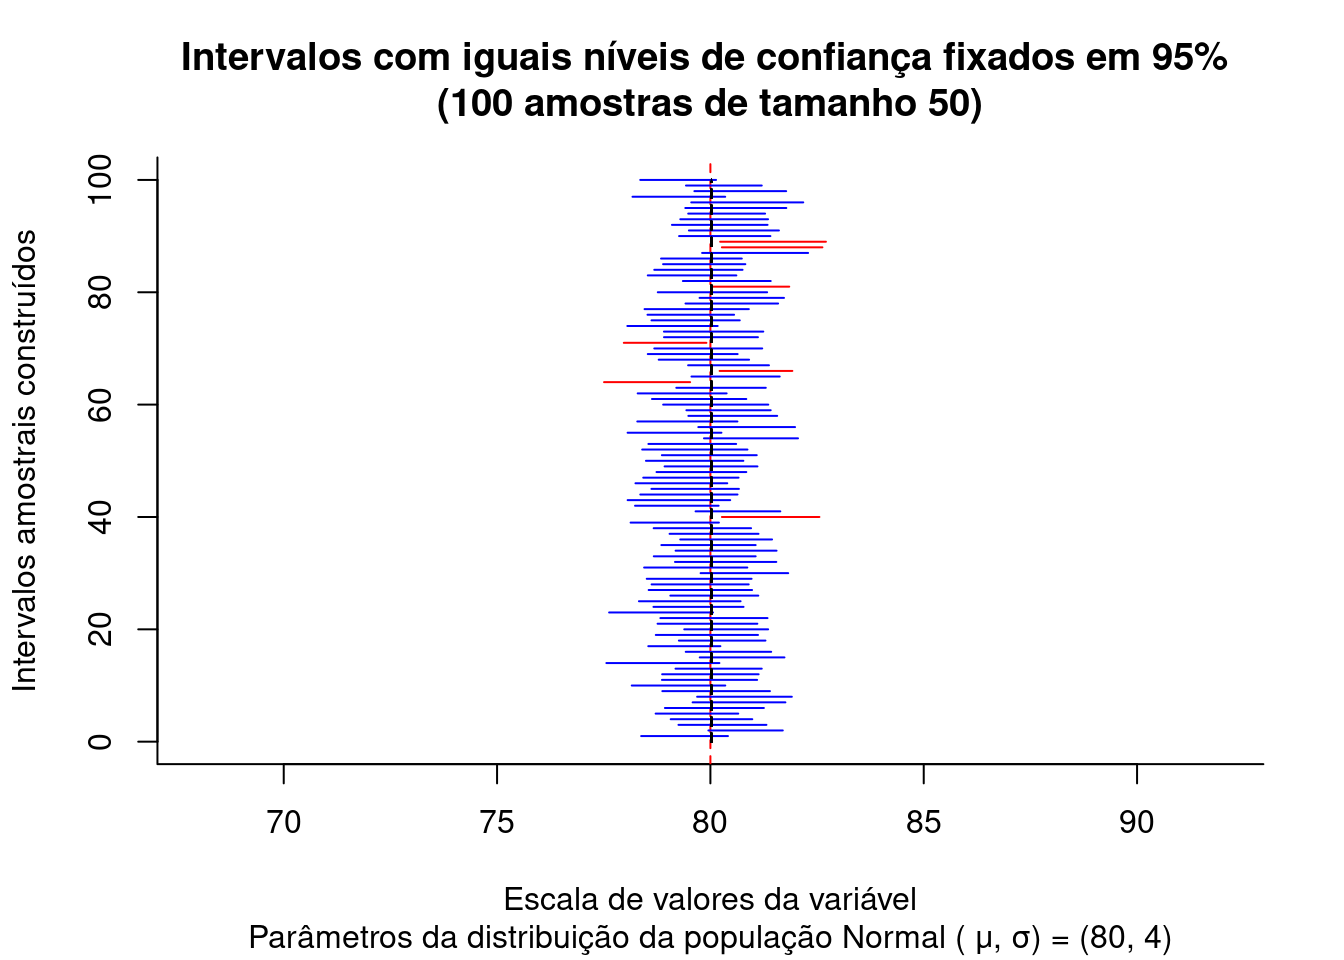 Intervalos com iguais níveis de confiança fixados em 95%
(100 amostras de tamanho 50)
Intervalos amostrais construídos
100
80
60
40
20
0
70 75 80 85 90
Escala de valores da variável
Parâmetros da distribuição da população Normal ( μ, σ) = (80, 4)